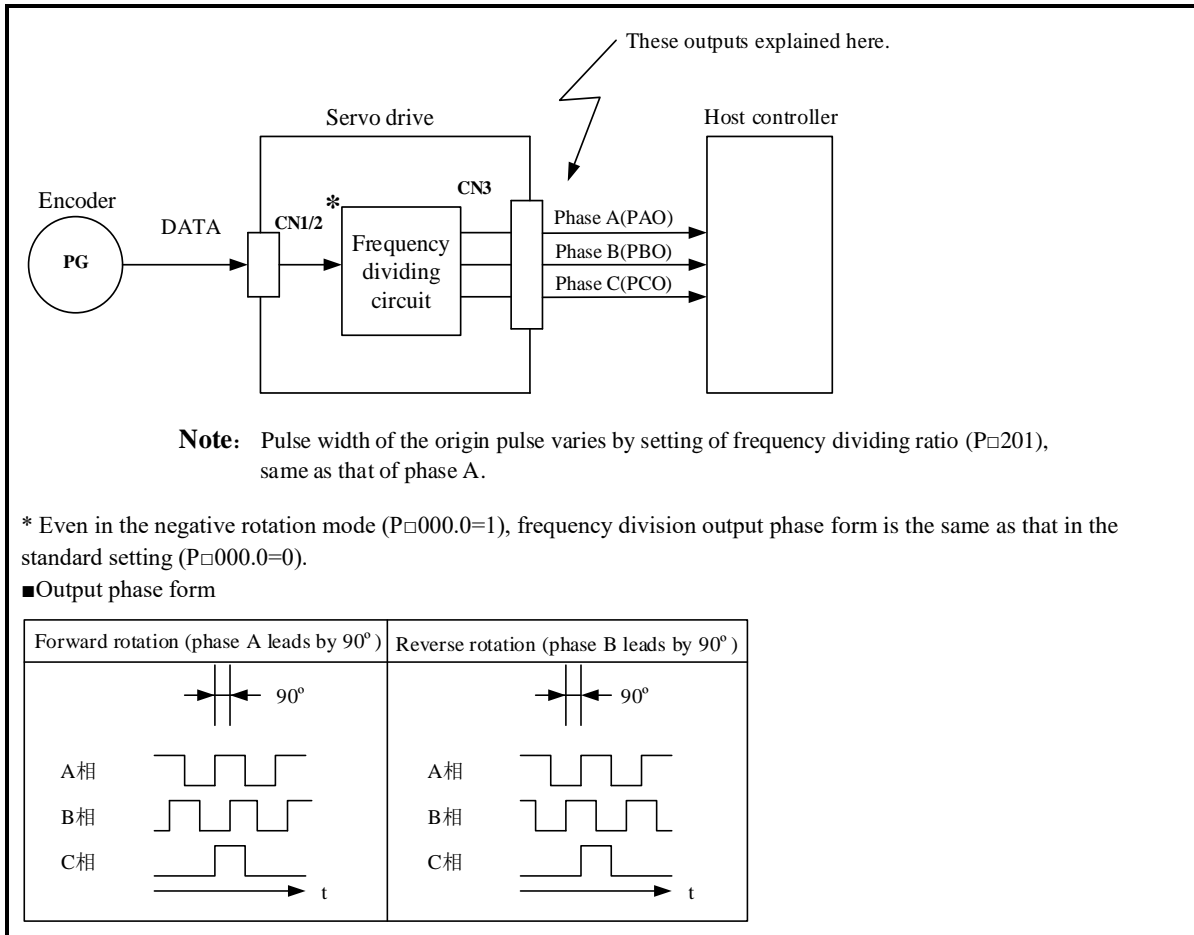 These outputs explained here.
Servo drive
Host controller
Encoder
PG
DATA
CN1/2
*
CN3
Frequency
dividing
circuit
Phase A(PAO)
Phase B(PBO)
Phase C(PCO)
Note： Pulse width of the origin pulse varies by setting of frequency dividing ratio (P□201),
same as that of phase A.
* Even in the negative rotation mode (P□000.0=1), frequency division output phase form is the same as that in the
standard setting (P□000.0=0).
■Output phase form
Forward rotation (phase A leads by 90°)
90°
A相
B相
C相
t
Reverse rotation (phase B leads by 90°)
90°
A相
B相
C相
t